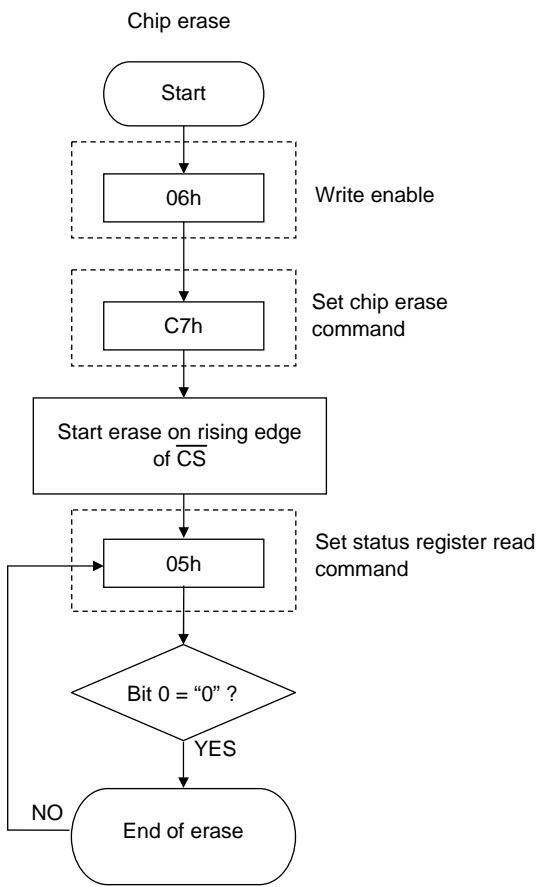 Chip erase
Start
06h
Write enable
C7h
Set chip erase
command
Start erase on rising edge
of C̅S̅
05h
Set status register read
command
Bit 0 = “0” ?
YES
NO
End of erase